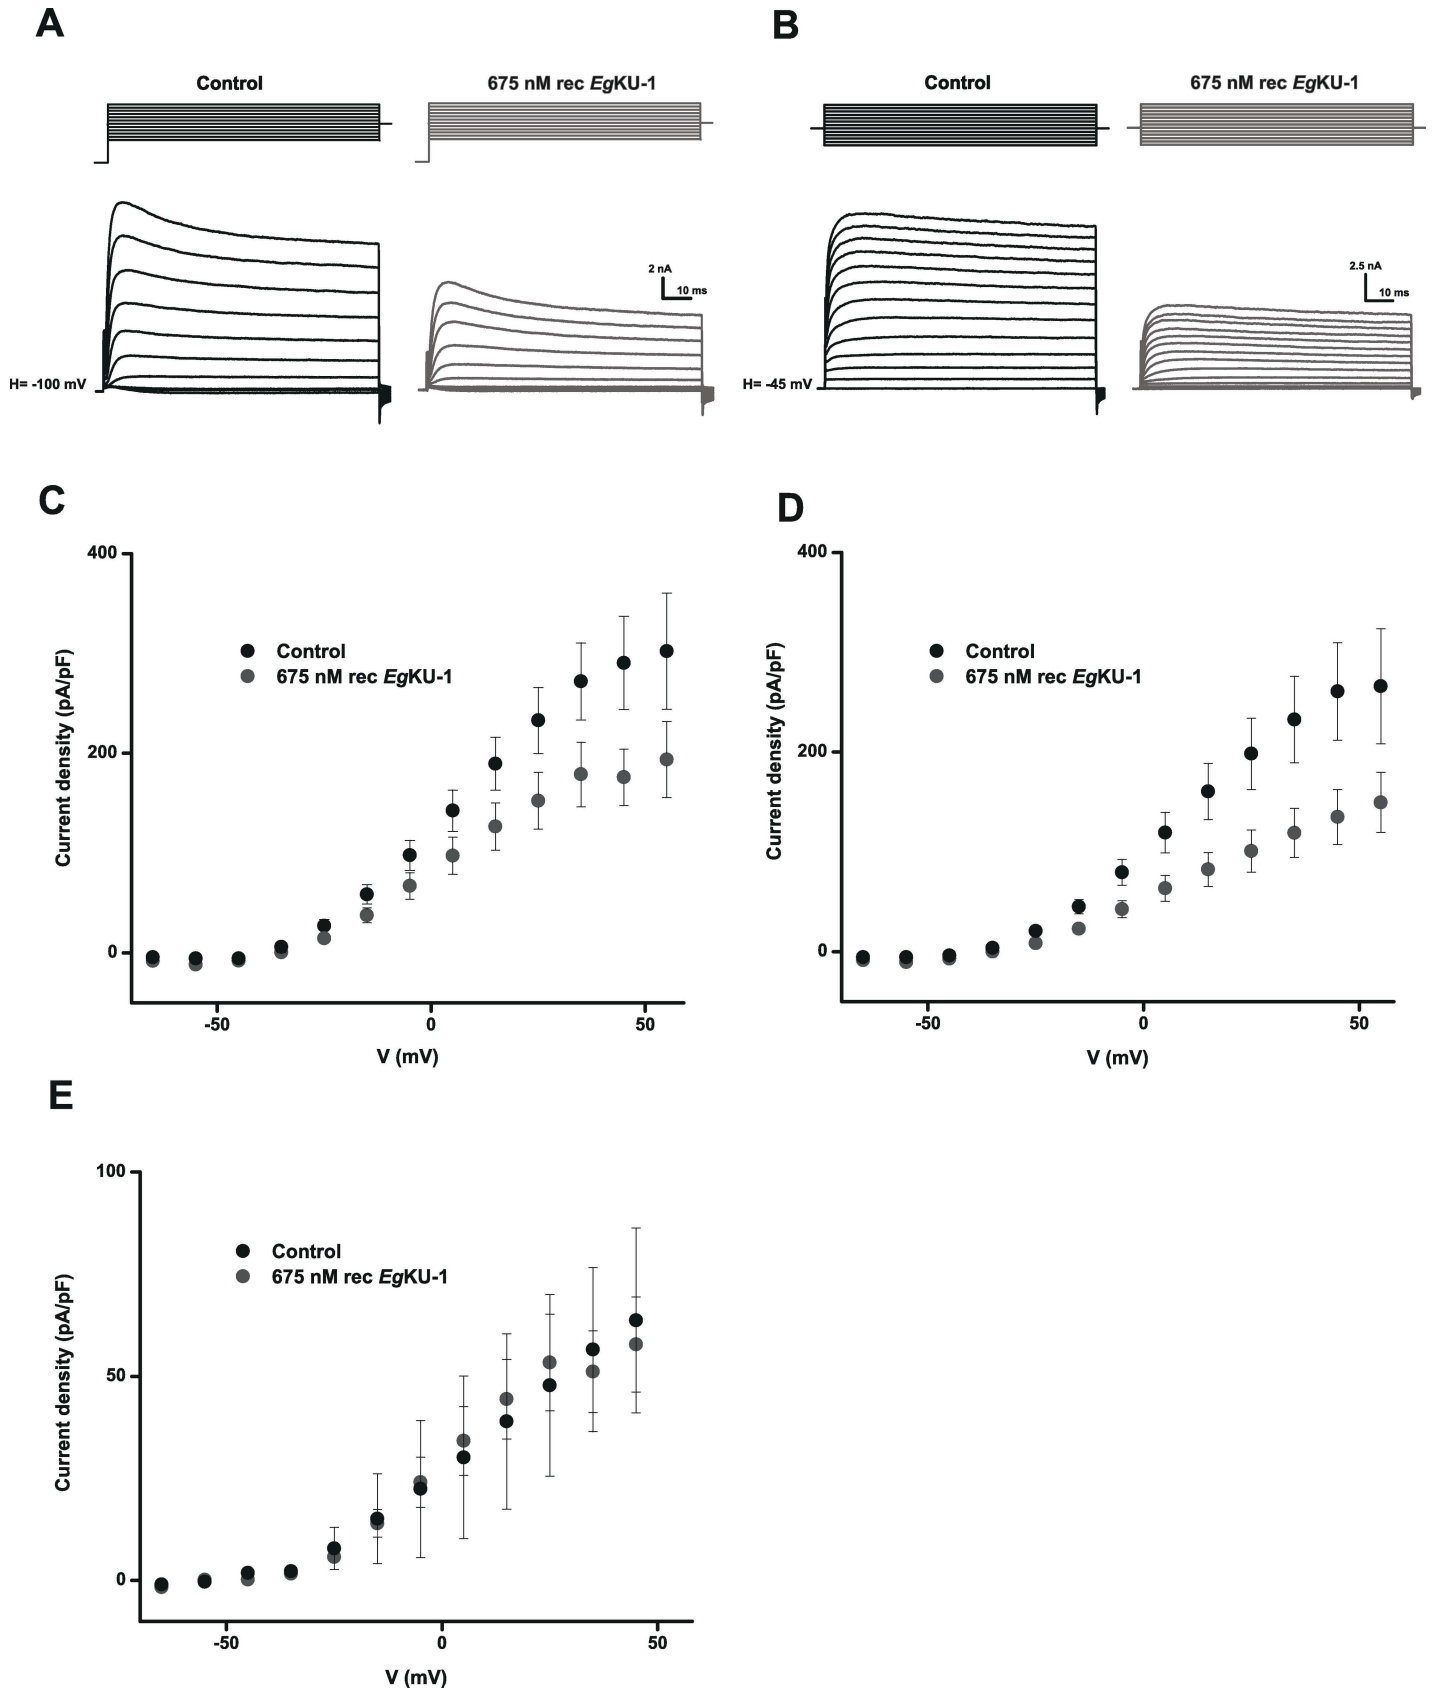 A
Control
675 nM rec EgKU-1
2 nA
10 ms
H= -100 mV
B
Control
675 nM rec EgKU-1
2.5 nA
10 ms
H= -45 mV
C
400
200
0
Current density (pA/pF)
Control
675 nM rec EgKU-1
-50
0
50
V (mV)
D
400
200
0
Current density (pA/pF)
Control
675 nM rec EgKU-1
-50
0
50
V (mV)
E
100
50
0
Current density (pA/pF)
Control
675 nM rec EgKU-1
-50
0
50
V (mV)